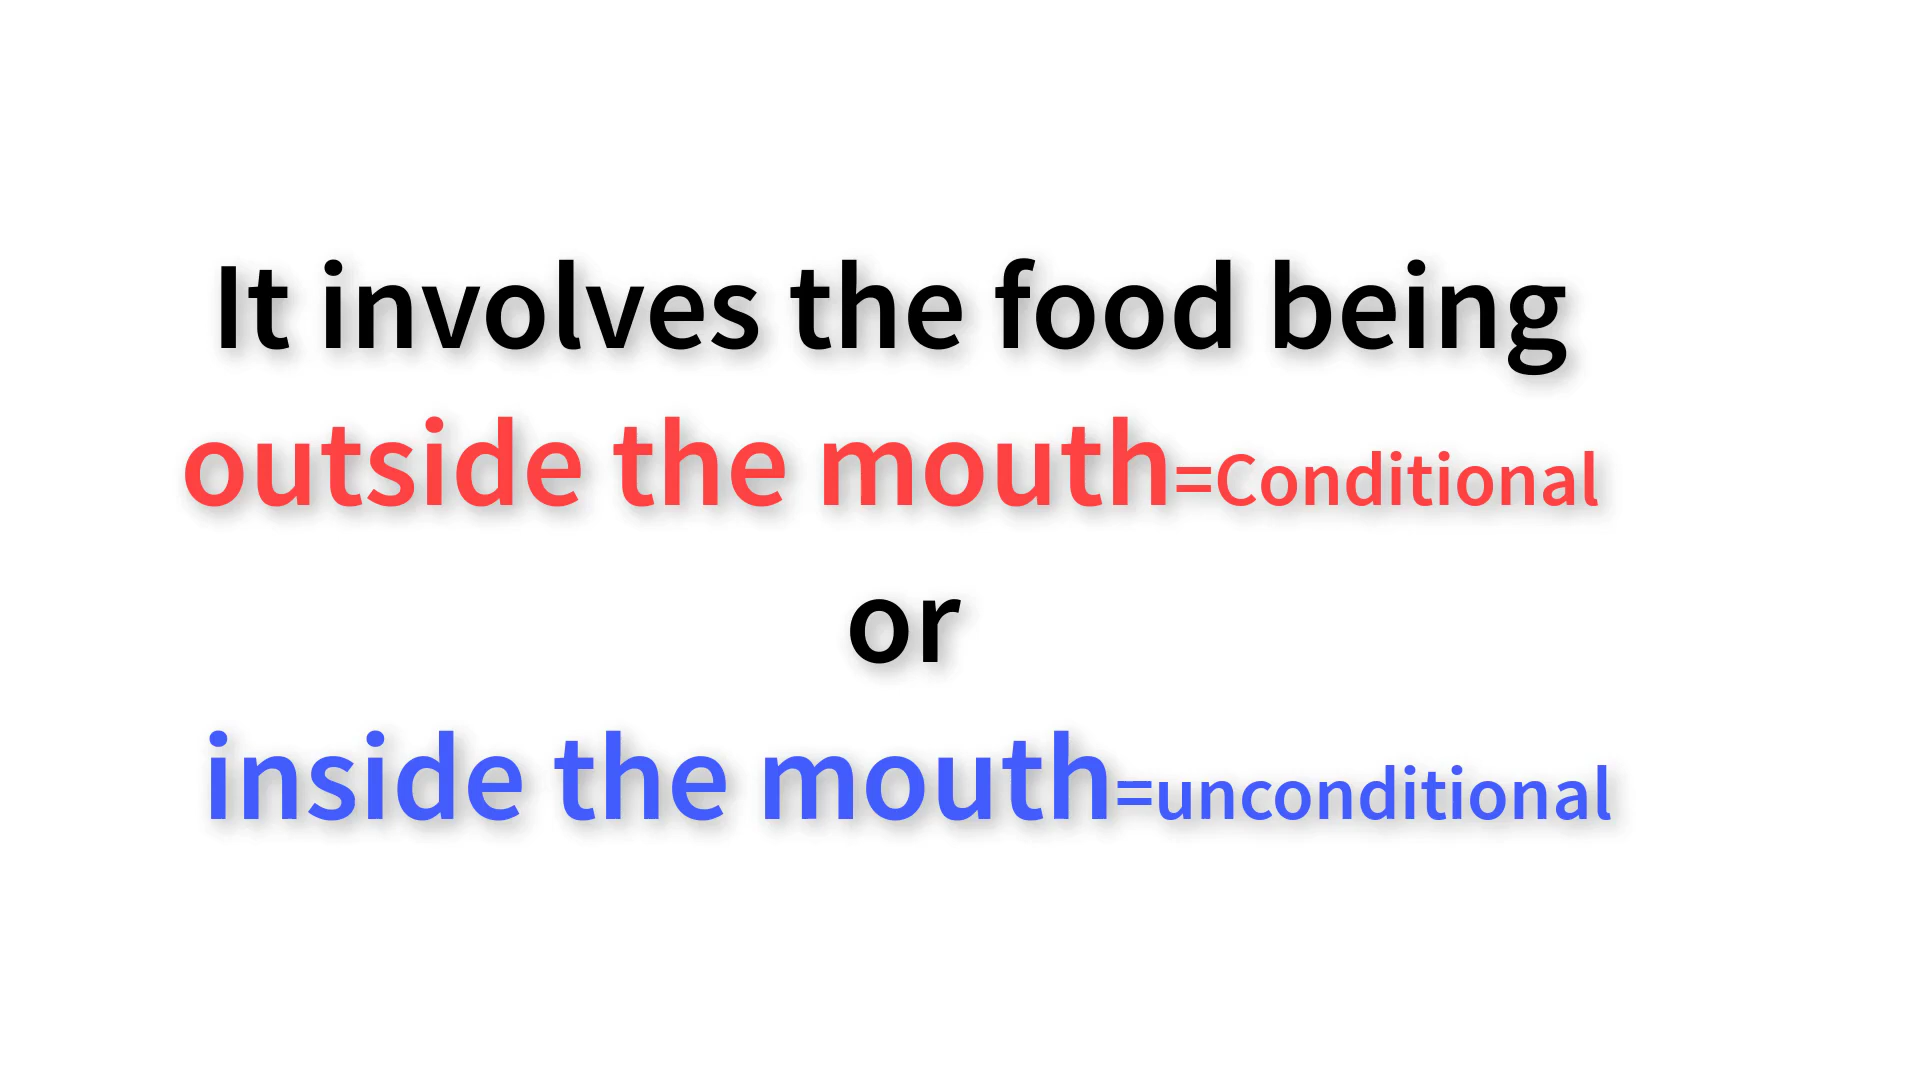 It involves the food being
outside the mouth=Conditional
or
inside the mouth=unconditional